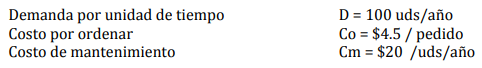 Demanda por unidad de tiempo D = 100 uds/año
Costo por ordenar Co = $4.5 / pedido
Costo de mantenimiento Cm = $20 /uds/año